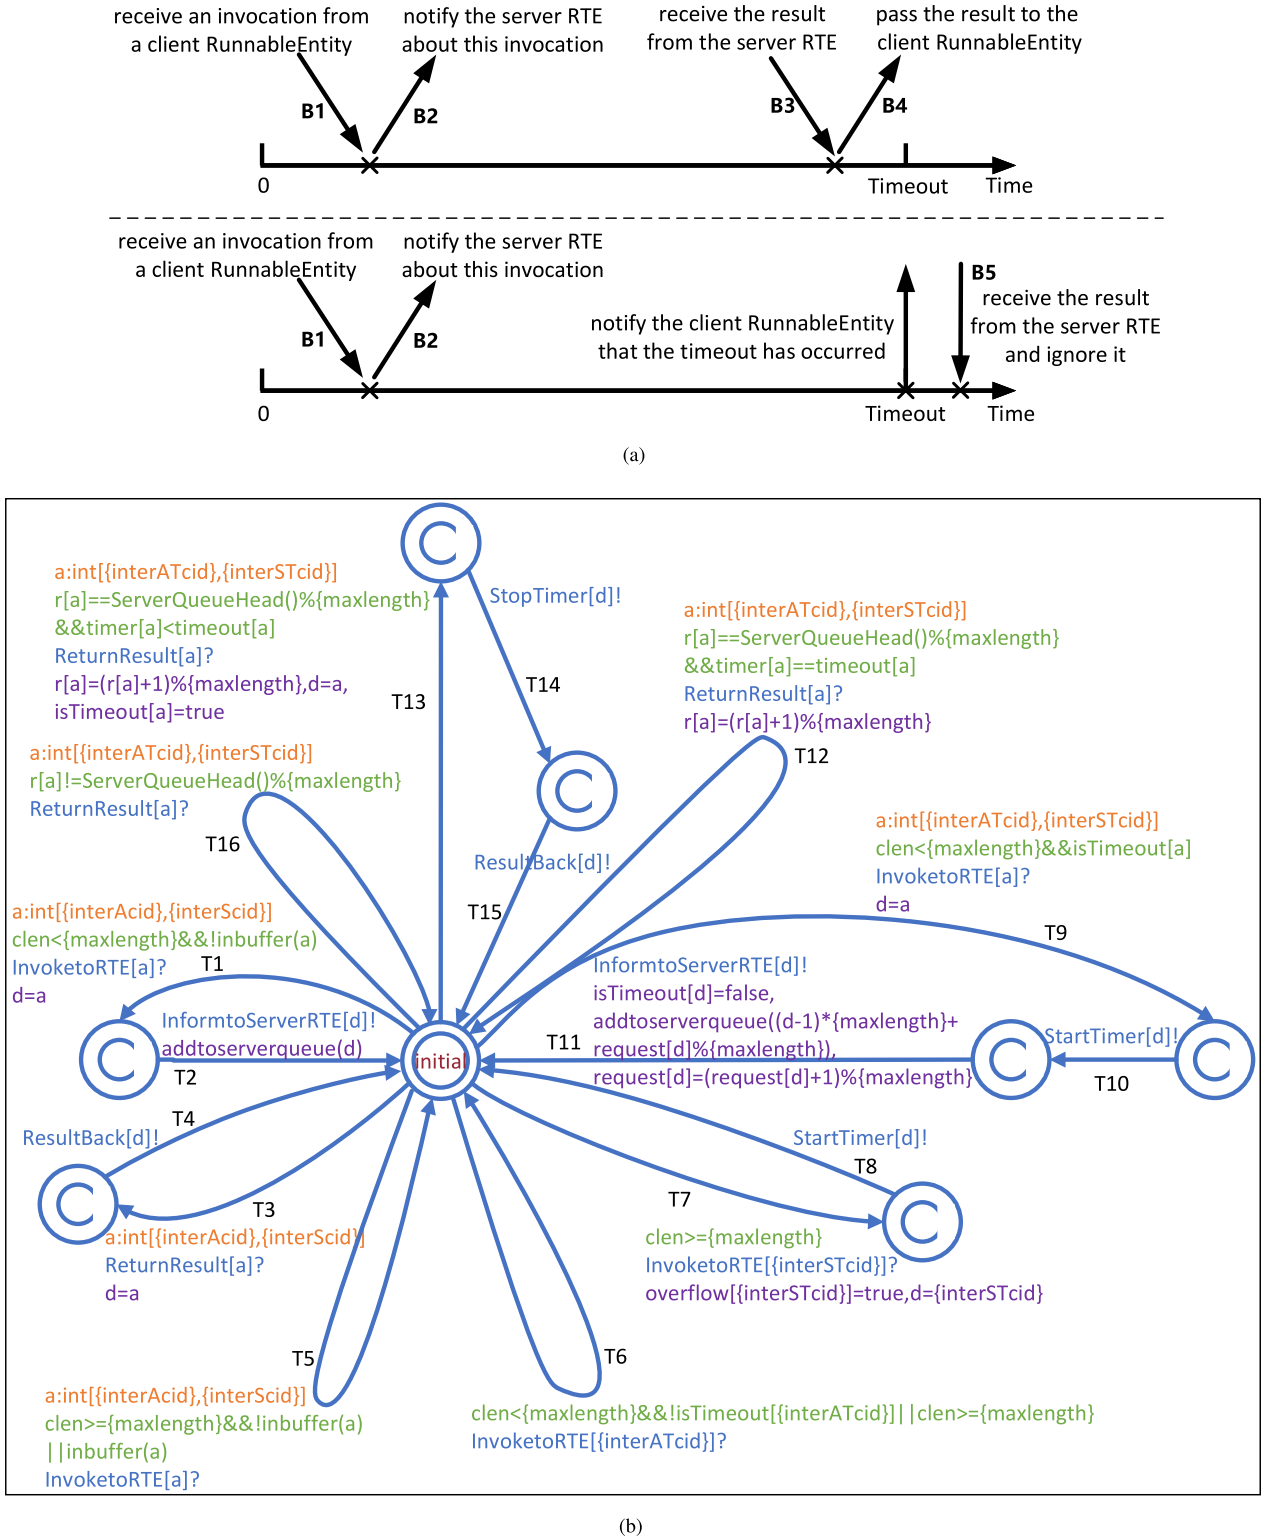 receive an invocation from
a client RunnableEntity
notify the server RTE
about this invocation
receive the result
from the server RTE
pass the result to the
client RunnableEntity
B1
B2
B3
B4
0
Timeout
Time
receive an invocation from
a client RunnableEntity
notify the server RTE
about this invocation
B1
B2
notify the client RunnableEntity
that the timeout has occurred
B5
receive the result
from the server RTE
and ignore it
0
Timeout
Time
(a)
a:int[{interATcid},{interSTcid}]
r[a]==ServerQueueHead()%{maxlength}
&&timer[a]<timeout[a]
ReturnResult[a]?
r[a]=(r[a]+1)%{maxlength},d=a,
isTimeout[a]=true
T13
StopTimer[d]!
T14
a:int[{interATcid},{interSTcid}]
r[a]==ServerQueueHead()%{maxlength}
&&timer[a]==timeout[a]
ReturnResult[a]?
r[a]=(r[a]+1)%{maxlength}
T12
a:int[{interATcid},{interSTcid}]
r[a]!=ServerQueueHead()%{maxlength}
ReturnResult[a]?
T16
ResultBack[d]!
T15
a:int[{interATcid},{interSTcid}]
clen<{maxlength}&&isTimeout[a]
InvoketoRTE[a]?
d=a
T9
a:int[{interAcid},{interScid}]
clen<{maxlength}&&!inbuffer(a)
InvoketoRTE[a]?
d=a
T1
InformtoServerRTE[d]!
addtoserverqueue(d)
T2
initial
InformtoServerRTE[d]!
isTimeout[d]=false,
addtoserverqueue((d-1)*{maxlength}+
request[d]%{maxlength}),
request[d]=(request[d]+1)%{maxlength}
T11
StartTimer[d]!
T10
ResultBack[d]!
T4
T3
a:int[{interAcid},{interScid}]
ReturnResult[a]?
d=a
StartTimer[d]!
T8
T7
clen>={maxlength}
InvoketoRTE[{interSTcid}]?
overflow[{interSTcid}]=true,d={interSTcid}
T5
a:int[{interAcid},{interScid}]
clen>={maxlength}&&!inbuffer(a)
||inbuffer(a)
InvoketoRTE[a]?
T6
clen<{maxlength}&&!isTimeout[{interATcid}]||clen>={maxlength}
InvoketoRTE[{interATcid}]?
(b)